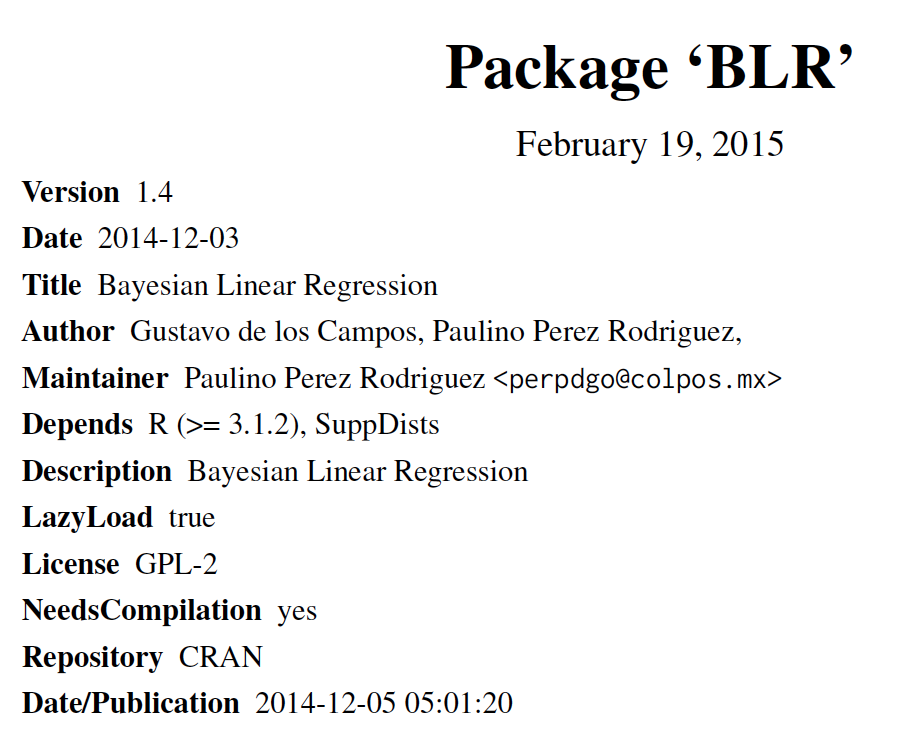 Package ‘BLR’
February 19, 2015
Version 1.4
Date 2014-12-03
Title Bayesian Linear Regression
Author Gustavo de los Campos, Paulino Perez Rodriguez,
Maintainer Paulino Perez Rodriguez <perpdgo@colpos.mx>
Depends R (>= 3.1.2), SuppDists
Description Bayesian Linear Regression
LazyLoad true
License GPL-2
NeedsCompilation yes
Repository CRAN
Date/Publication 2014-12-05 05:01:20